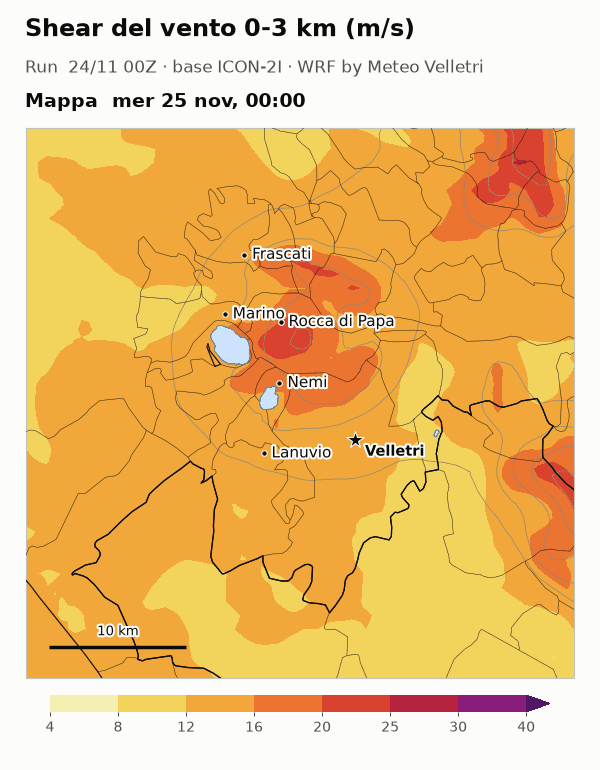 Shear del vento 0-3 km (m/s)
Run  24/11 00Z · base ICON-2I · WRF by Meteo Velletri
Mappa  mer 25 nov, 00:00
Frascati
Marino
Rocca di Papa
Nemi
Velletri
Lanuvio
10 km
4 8 12 16 20 25 30 40